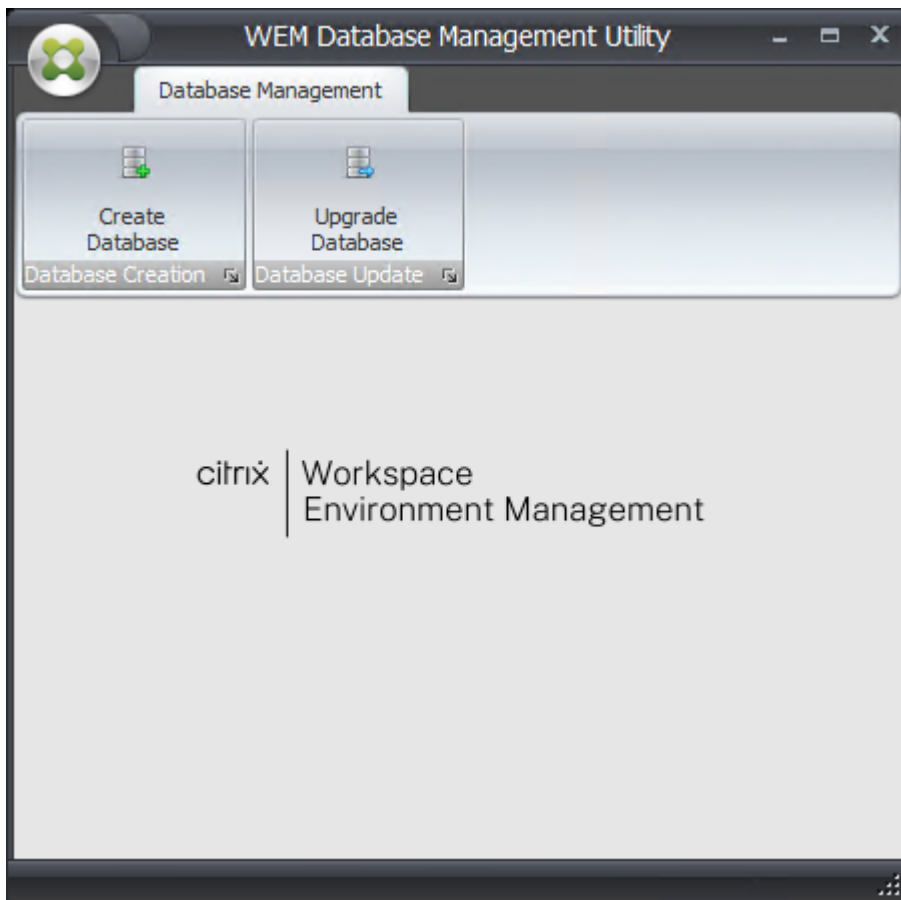 WEM Database Management Utility
Database Management
Create
Database
Upgrade
Database
Database Creation
Database Update
citrix
Workspace
Environment Management